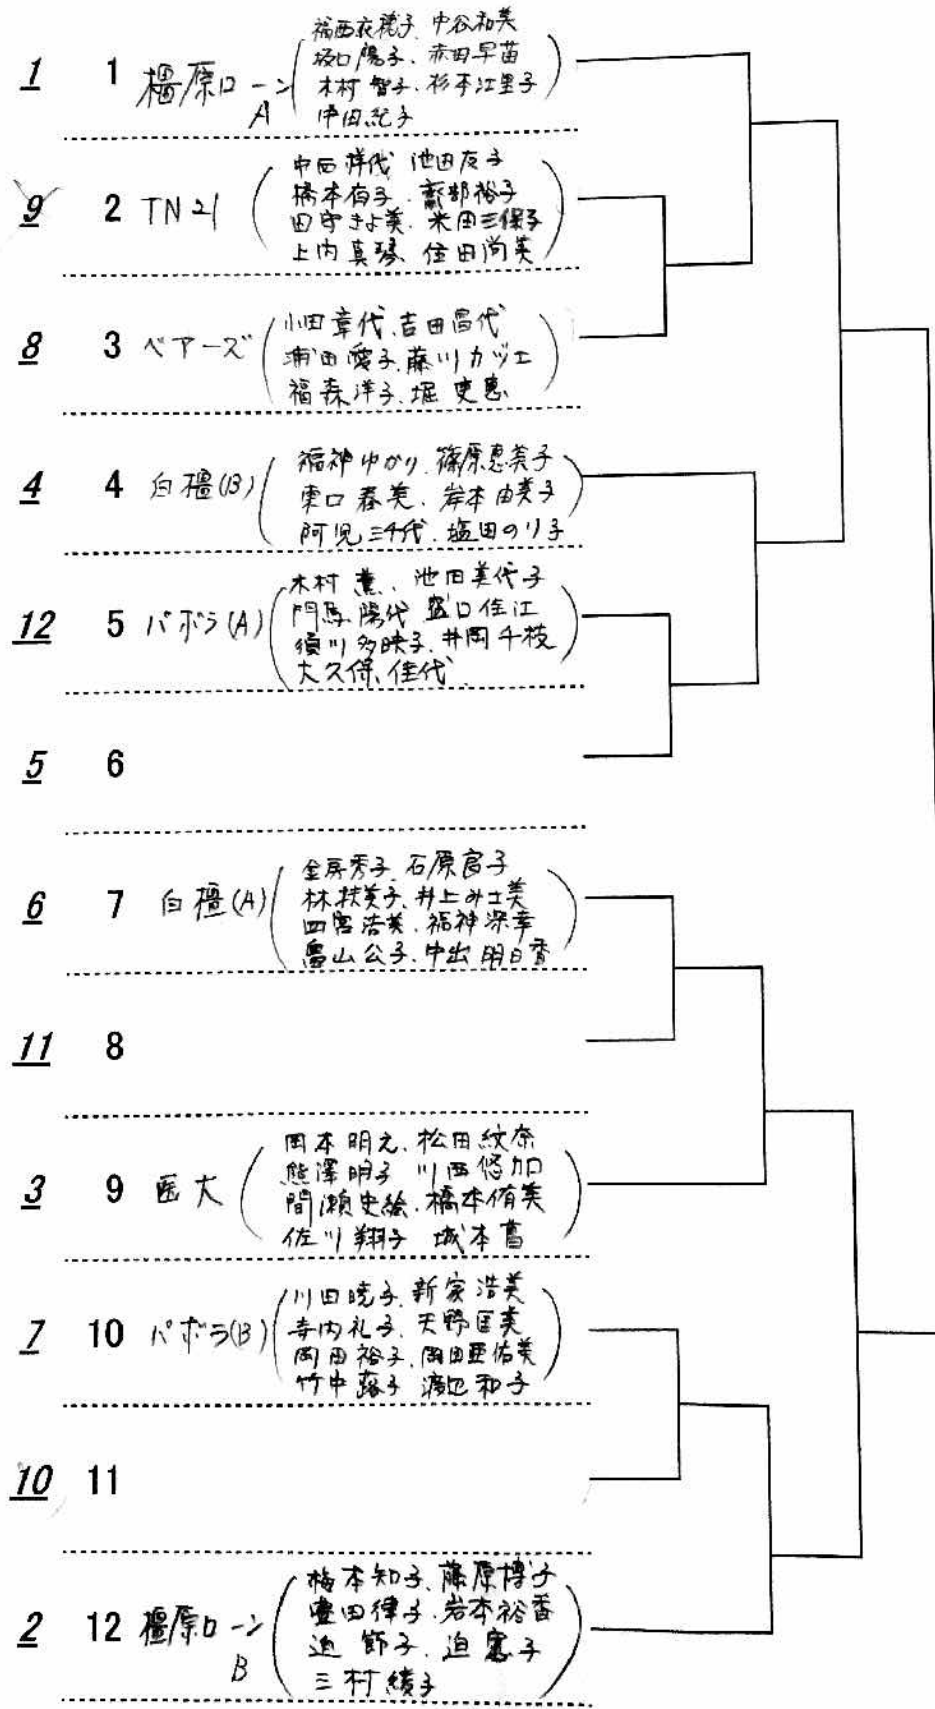 1 1 橿原ローン A
福西衣穂子、中谷和美
坂口陽子、赤田早苗
木村智子、杉本江里子
中田紀子
9 2 TN21
中西祥代 池田友子
橋本有子、藪部裕子
田守きよ美、米田三保子
上内真琴、住田尚美
8 3 ベアーズ
小田章代、吉田昌代
浦田愛子、藤川カヅエ
福森洋子、堀 吏恵
4 4 白橿(B)
福神ゆかり、篠原恵美子
東口春美、岸本由美子
阿児三千代、塩田のり子
12 5 パボラ(A)
木村薫、池田美代子
門馬陽代 盛口佳江
須川多映子、井岡千枝
大久保佳代
5 6
6 7 白橿(A)
金房秀子、石原富子
林扶美子、井上みさ美
四宮浩美、福神深幸
畠山公子、中出明日香
11 8
3 9 医大
岡本明元、松田紋奈
熊澤明子 川西悠加
間瀬史絵、橋本侑美
佐川翔子 城本菖
7 10 パボラ(B)
川田暁子、新家浩美
寺内礼子、天野匡美
岡田裕子、岡田亜佑美
竹中蕗子 渡辺和子
10 11
2 12 橿原ローン B
梅本知子、藤原博子
豊田律子、岩本裕香
迫 節子、迫 恵子
三村綾子